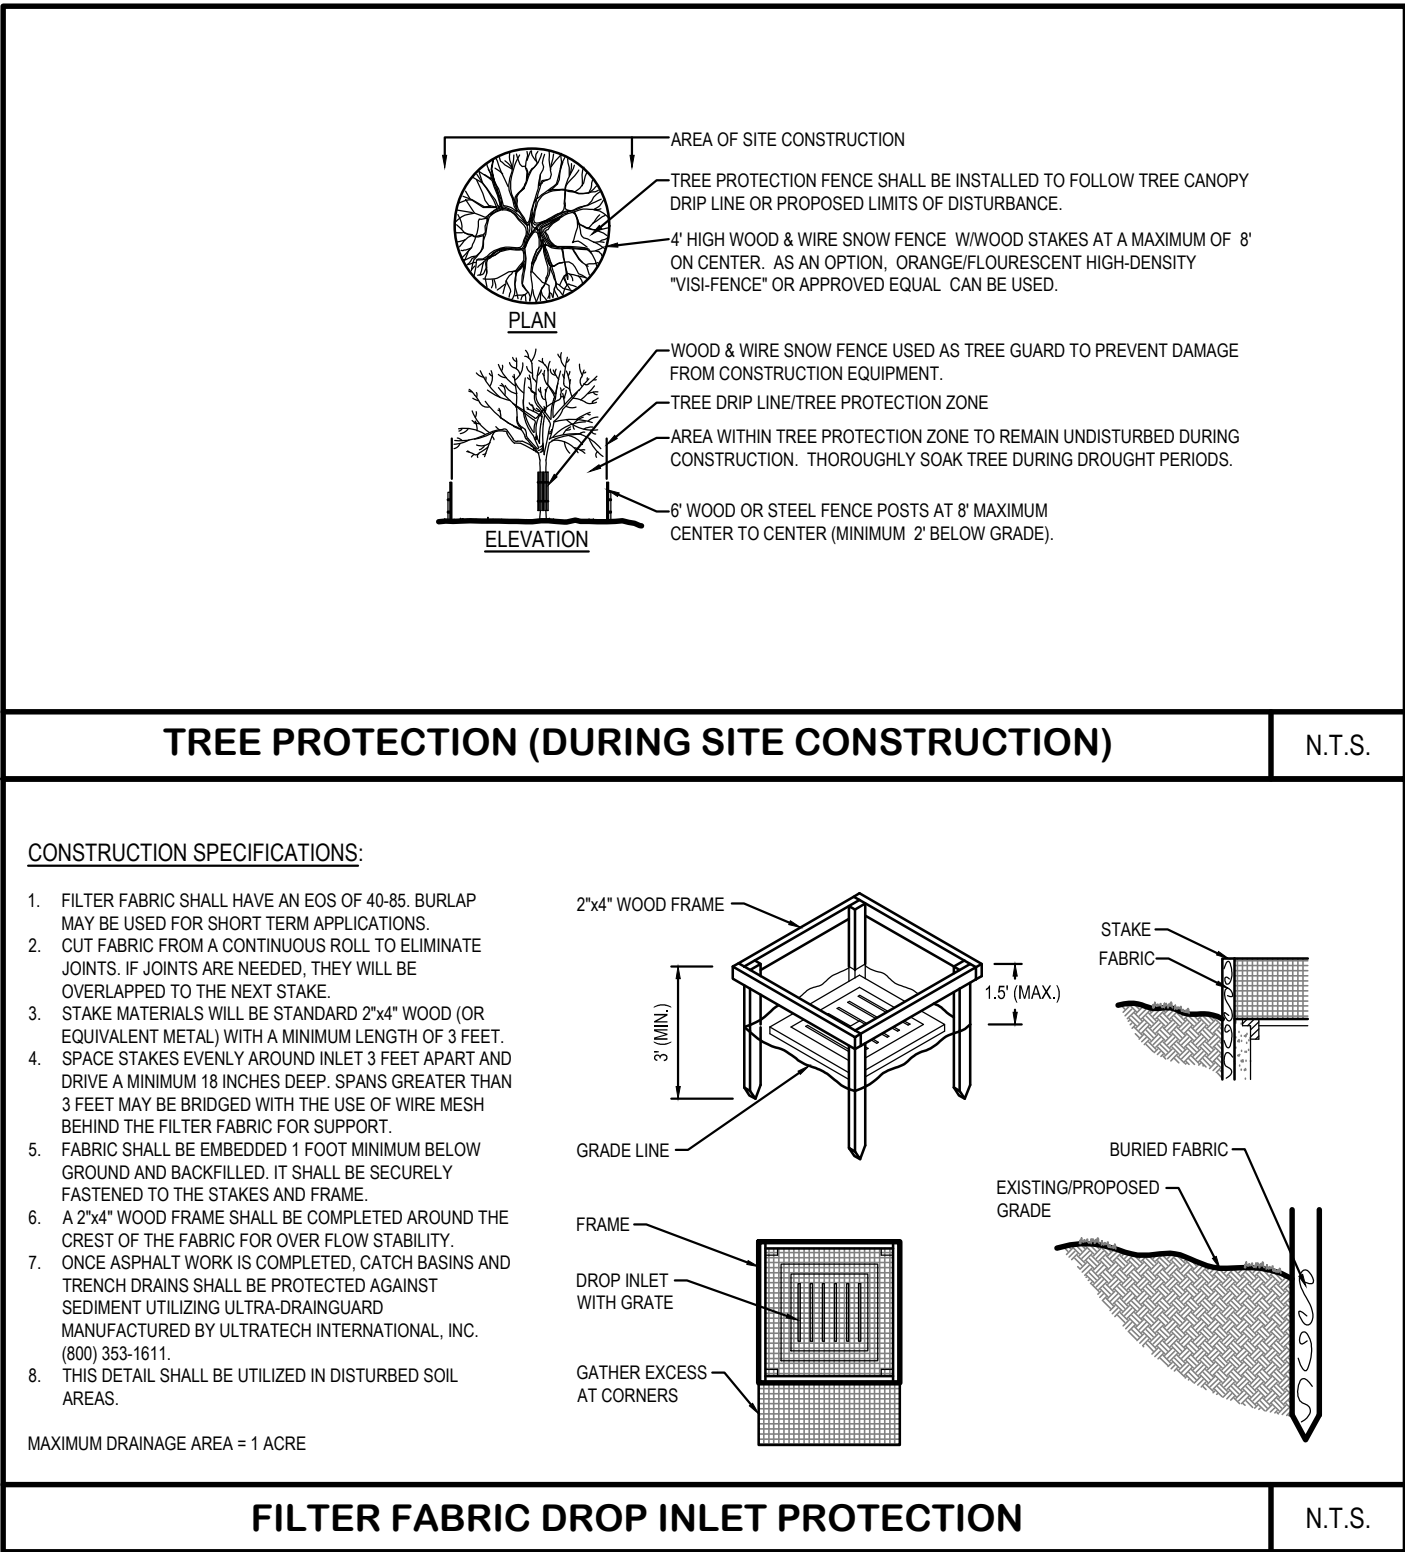 AREA OF SITE CONSTRUCTION
TREE PROTECTION FENCE SHALL BE INSTALLED TO FOLLOW TREE CANOPY
DRIP LINE OR PROPOSED LIMITS OF DISTURBANCE.
4' HIGH WOOD & WIRE SNOW FENCE W/WOOD STAKES AT A MAXIMUM OF 8'
ON CENTER. AS AN OPTION, ORANGE/FLOURESCENT HIGH-DENSITY
"VISI-FENCE" OR APPROVED EQUAL CAN BE USED.
PLAN
WOOD & WIRE SNOW FENCE USED AS TREE GUARD TO PREVENT DAMAGE
FROM CONSTRUCTION EQUIPMENT.
TREE DRIP LINE/TREE PROTECTION ZONE
AREA WITHIN TREE PROTECTION ZONE TO REMAIN UNDISTURBED DURING
CONSTRUCTION. THOROUGHLY SOAK TREE DURING DROUGHT PERIODS.
6' WOOD OR STEEL FENCE POSTS AT 8' MAXIMUM
CENTER TO CENTER (MINIMUM 2' BELOW GRADE).
ELEVATION
TREE PROTECTION (DURING SITE CONSTRUCTION)
N.T.S.
CONSTRUCTION SPECIFICATIONS:
1. FILTER FABRIC SHALL HAVE AN EOS OF 40-85. BURLAP
MAY BE USED FOR SHORT TERM APPLICATIONS.
2. CUT FABRIC FROM A CONTINUOUS ROLL TO ELIMINATE
JOINTS. IF JOINTS ARE NEEDED, THEY WILL BE
OVERLAPPED TO THE NEXT STAKE.
3. STAKE MATERIALS WILL BE STANDARD 2"x4" WOOD (OR
EQUIVALENT METAL) WITH A MINIMUM LENGTH OF 3 FEET.
4. SPACE STAKES EVENLY AROUND INLET 3 FEET APART AND
DRIVE A MINIMUM 18 INCHES DEEP. SPANS GREATER THAN
3 FEET MAY BE BRIDGED WITH THE USE OF WIRE MESH
BEHIND THE FILTER FABRIC FOR SUPPORT.
5. FABRIC SHALL BE EMBEDDED 1 FOOT MINIMUM BELOW
GROUND AND BACKFILLED. IT SHALL BE SECURELY
FASTENED TO THE STAKES AND FRAME.
6. A 2"x4" WOOD FRAME SHALL BE COMPLETED AROUND THE
CREST OF THE FABRIC FOR OVER FLOW STABILITY.
7. ONCE ASPHALT WORK IS COMPLETED, CATCH BASINS AND
TRENCH DRAINS SHALL BE PROTECTED AGAINST
SEDIMENT UTILIZING ULTRA-DRAINGUARD
MANUFACTURED BY ULTRATECH INTERNATIONAL, INC.
(800) 353-1611.
8. THIS DETAIL SHALL BE UTILIZED IN DISTURBED SOIL
AREAS.
MAXIMUM DRAINAGE AREA = 1 ACRE
2"x4" WOOD FRAME
3' (MIN.)
1.5' (MAX.)
GRADE LINE
STAKE
FABRIC
FRAME
DROP INLET
WITH GRATE
GATHER EXCESS
AT CORNERS
BURIED FABRIC
EXISTING/PROPOSED
GRADE
FILTER FABRIC DROP INLET PROTECTION
N.T.S.